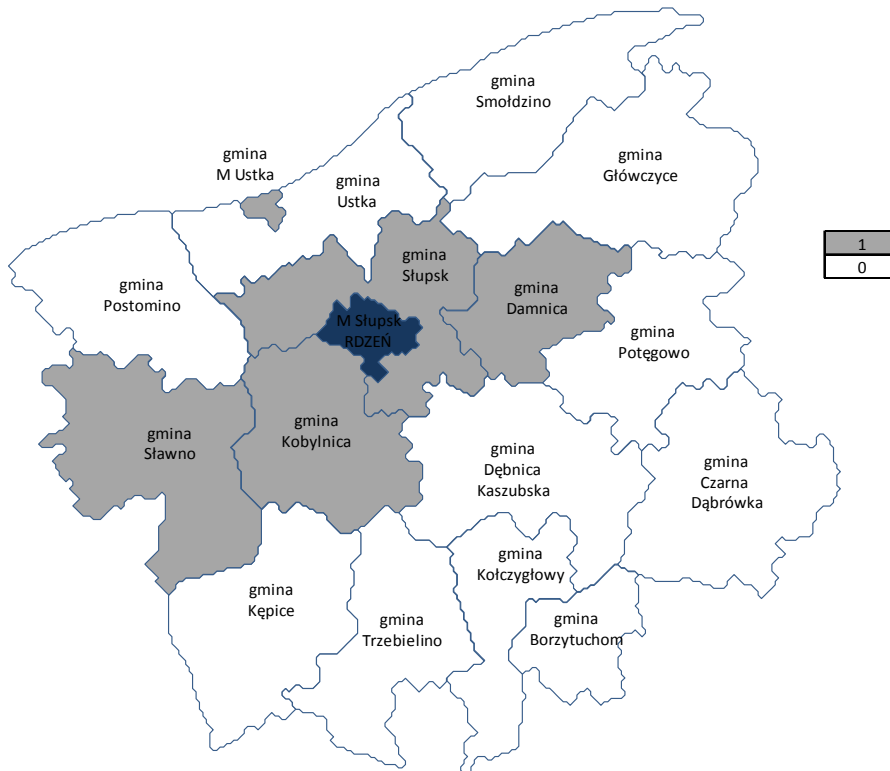 gmina
Smołdzino
gmina
Główczyce
gmina
M Ustka
gmina
Ustka
gmina
Słupsk
gmina
Damnica
1
0
gmina
Postomino
M Słupsk
RDZEŃ
gmina
Potęgowo
gmina
Sławno
gmina
Kobylnica
gmina
Dębnica
Kaszubska
gmina
Czarna
Dąbrówka
gmina
Kołczygłowy
gmina
Kępice
gmina
Trzebielino
gmina
Borzytuchom